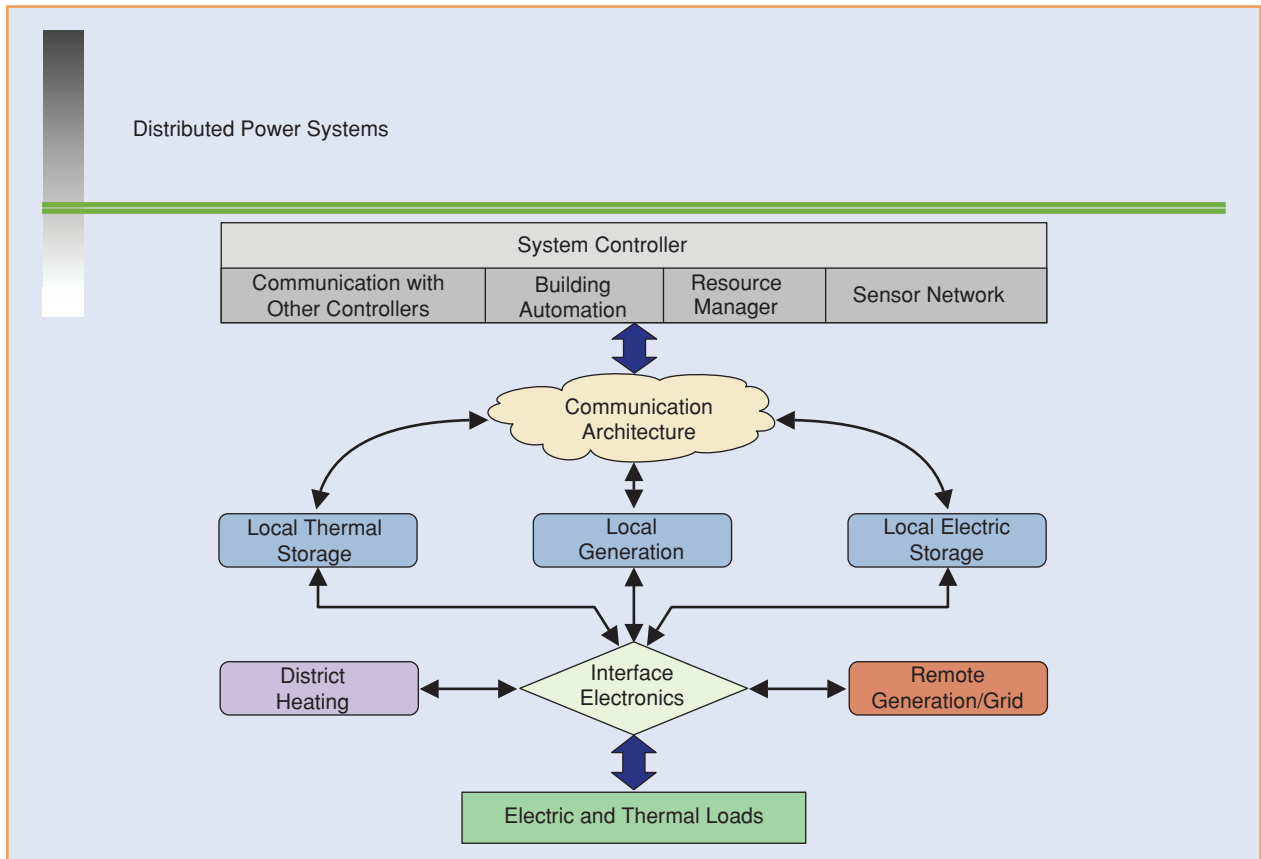 Distributed Power Systems
System Controller
Communication with
Other Controllers
Building
Automation
Resource
Manager
Sensor Network
Communication
Architecture
Local Thermal
Storage
Local
Generation
Local Electric
Storage
District
Heating
Interface
Electronics
Remote
Generation/Grid
Electric and Thermal Loads